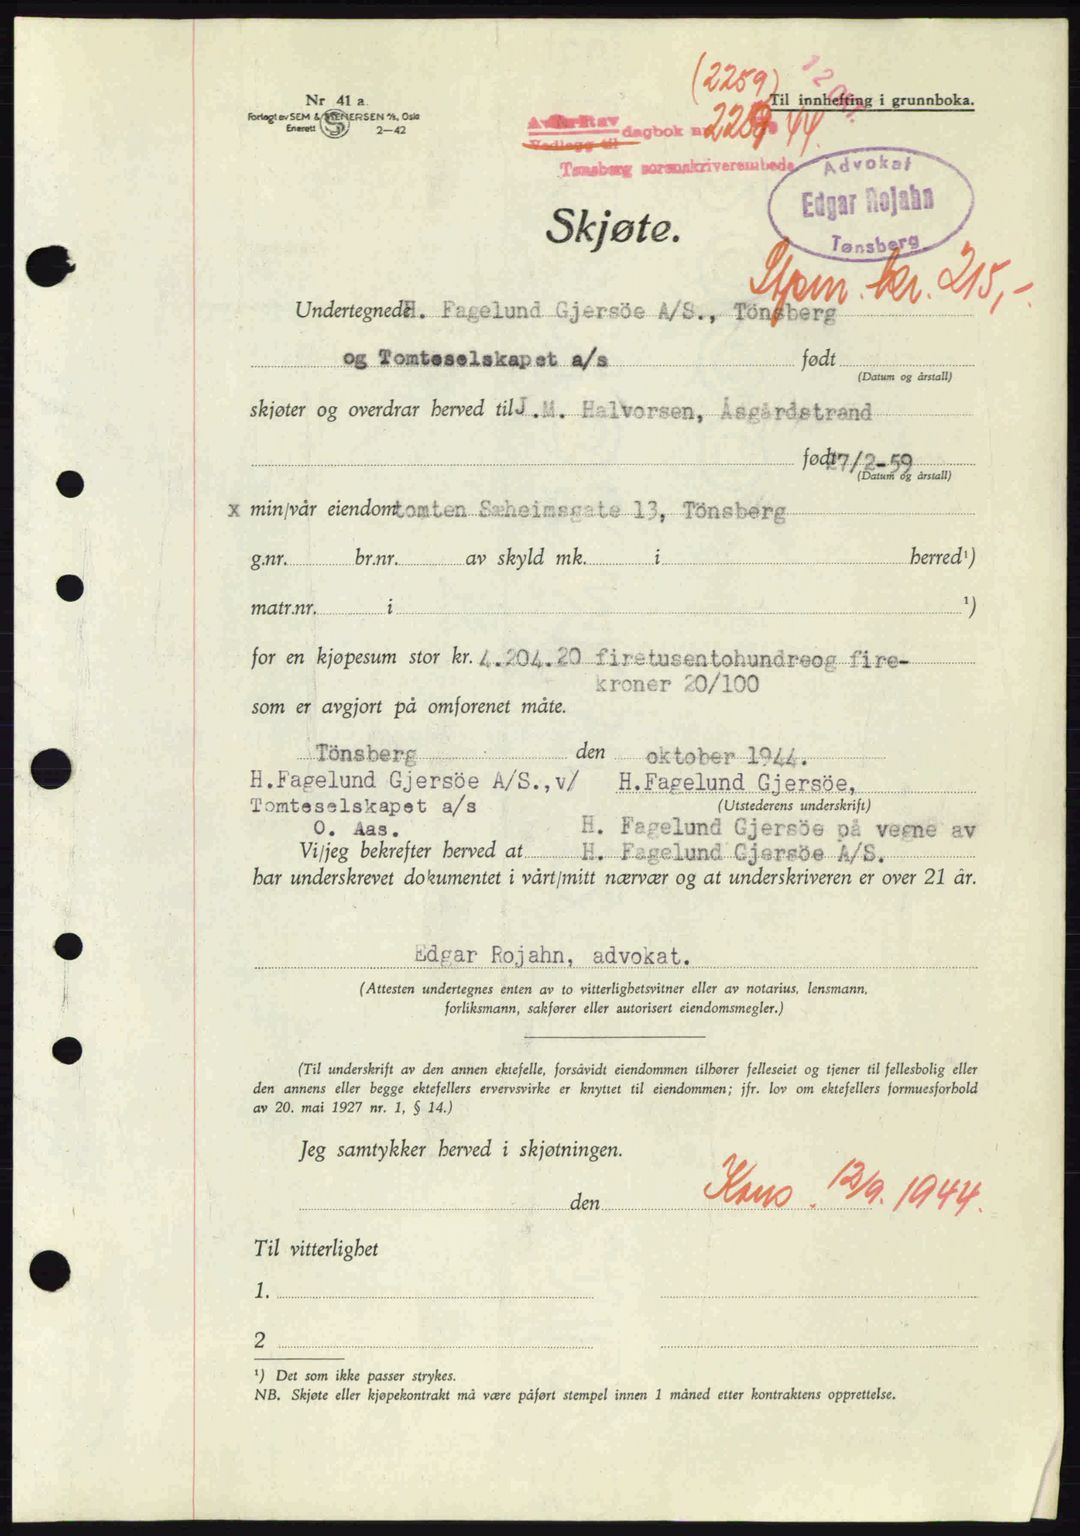 (2259)
12 OKT.
Nr 41 a.
Til innhefting i grunnboka.
Forlagt av SEM & STENERSEN A/S, Oslo
Enerett 2-42
Avskrift av
Vedlegg til dagbok nr. 2259 44
Tønsberg sorenskriverembede
Advokat
Edgar Rojahn
Tønsberg
Skjøte.
Stpm. kr. 215,-
Undertegnede H. Fagelund Gjersöe A/S., Tönsberg
og Tomteselskapet a/s født
(Datum og årstall)
skjøter og overdrar herved til J.M. Halvorsen, Åsgårdstrand
født 27/2-59
(Datum og årstall)
x min/vår eiendom tomten Sæheimsgate 13, Tönsberg
g.nr. br.nr. av skyld mk. i herred¹)
matr.nr. i ¹)
for en kjøpesum stor kr. 4.204.20 firetusentohundreog fire-
kroner 20/100
som er avgjort på omforenet måte.
Tönsberg den oktober 1944.
H.Fagelund Gjersöe A/S.,v/ H.Fagelund Gjersöe,
Tomteselskapet a/s (Utstederens underskrift)
O. Aas. H. Fagelund Gjersöe på vegne av
Vi/jeg bekrefter herved at H. Fagelund Gjersöe A/S.
har underskrevet dokumentet i vårt/mitt nærvær og at underskriveren er over 21 år.
Edgar Rojahn, advokat.
(Attesten undertegnes enten av to vitterlighetsvitner eller av notarius, lensmann,
forliksmann, sakfører eller autorisert eiendomsmegler.)
(Til underskrift av den annen ektefelle, forsåvidt eiendommen tilhører felleseiet og tjener til fellesbolig eller
den annens eller begge ektefellers ervervsvirke er knyttet til eiendommen; jfr. lov om ektefellers formuesforhold
av 20. mai 1927 nr. 1, § 14.)
Jeg samtykker herved i skjøtningen.
den 12/9. 1944.
Til vitterlighet
1.
2
¹) Det som ikke passer strykes.
NB. Skjøte eller kjøpekontrakt må være påført stempel innen 1 måned etter kontraktens opprettelse.